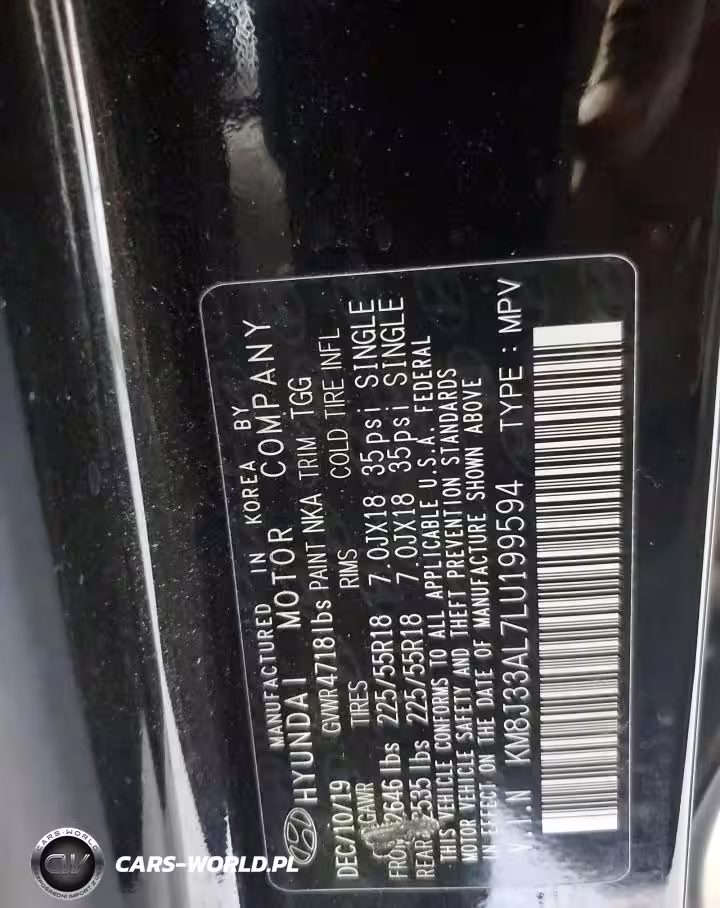 MANUFACTURED IN KOREA BY
HYUNDAI MOTOR COMPANY
DEC/10/19 GVWR 4718 lbs PAINT NKA TRIM TGG
GAWR TIRES RIMS COLD TIRE INFL
2646 lbs 225/55R18 7.0JX18 35psi SINGLE
REAR 2535 lbs 225/55R18 7.0JX18 35psi SINGLE
THIS VEHICLE CONFORMS TO ALL APPLICABLE U.S.A. FEDERAL
MOTOR VEHICLE SAFETY AND THEFT PREVENTION STANDARDS
IN EFFECT ON THE DATE OF MANUFACTURE SHOWN ABOVE
V.I.N KM8J33AL7LU199594 TYPE : MPV
CARS-WORLD.PL